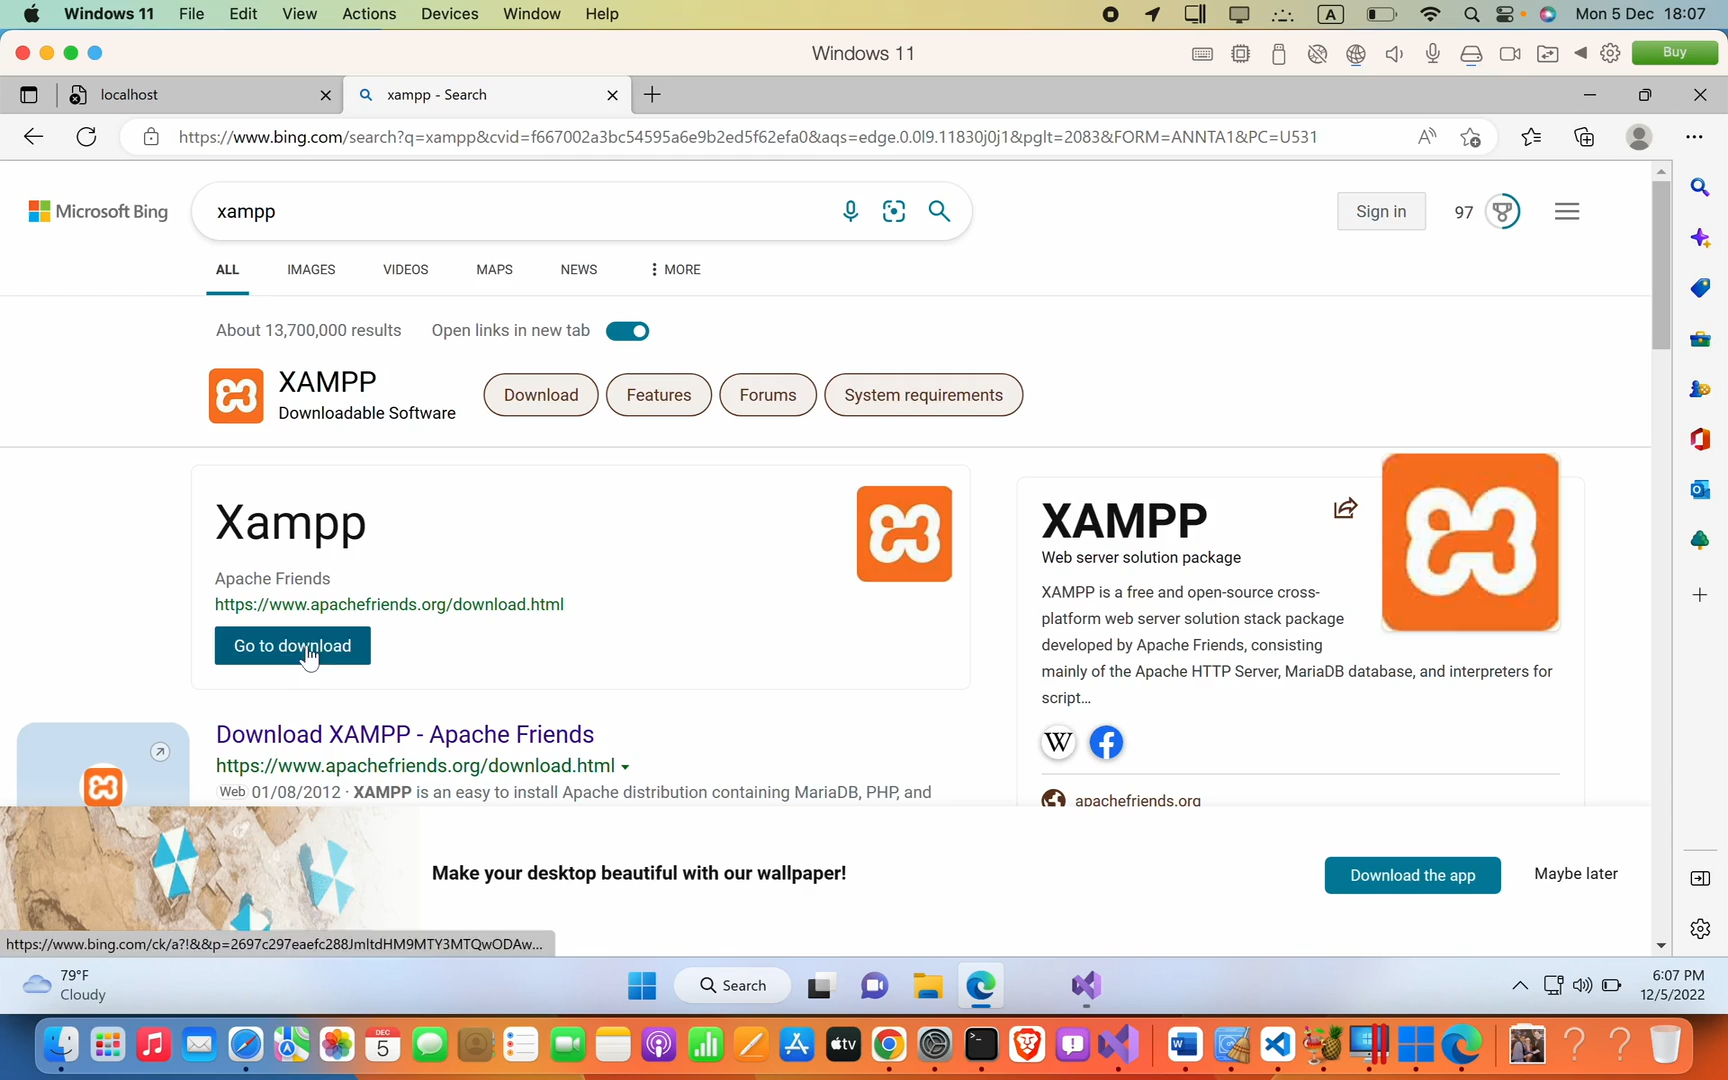 Windows 11 File Edit View Actions Devices Window Help A Mon 5 Dec 18:07
Windows 11 Buy
localhost xampp - Search
https://www.bing.com/search?q=xampp&cvid=f667002a3bc54595a6e9b2ed5f62efa0&aqs=edge.0.0l9.11830j0j1&pglt=2083&FORM=ANNTA1&PC=U531
Microsoft Bing xampp Sign in 97
ALL IMAGES VIDEOS MAPS NEWS MORE
About 13,700,000 results Open links in new tab
XAMPP
Downloadable Software
Download Features Forums System requirements
Xampp
Apache Friends
https://www.apachefriends.org/download.html
Go to download
XAMPP
Web server solution package
XAMPP is a free and open-source cross-
platform web server solution stack package
developed by Apache Friends, consisting
mainly of the Apache HTTP Server, MariaDB database, and interpreters for
script...
W
apachefriends.org
Download XAMPP - Apache Friends
https://www.apachefriends.org/download.html
Web 01/08/2012 · XAMPP is an easy to install Apache distribution containing MariaDB, PHP, and
Make your desktop beautiful with our wallpaper! Download the app Maybe later
https://www.bing.com/ck/a?!&&p=2697c297eaefc288JmltdHM9MTY3MTQwODAw...
79°F
Cloudy
Search
6:07 PM
12/5/2022
DEC
5
tv